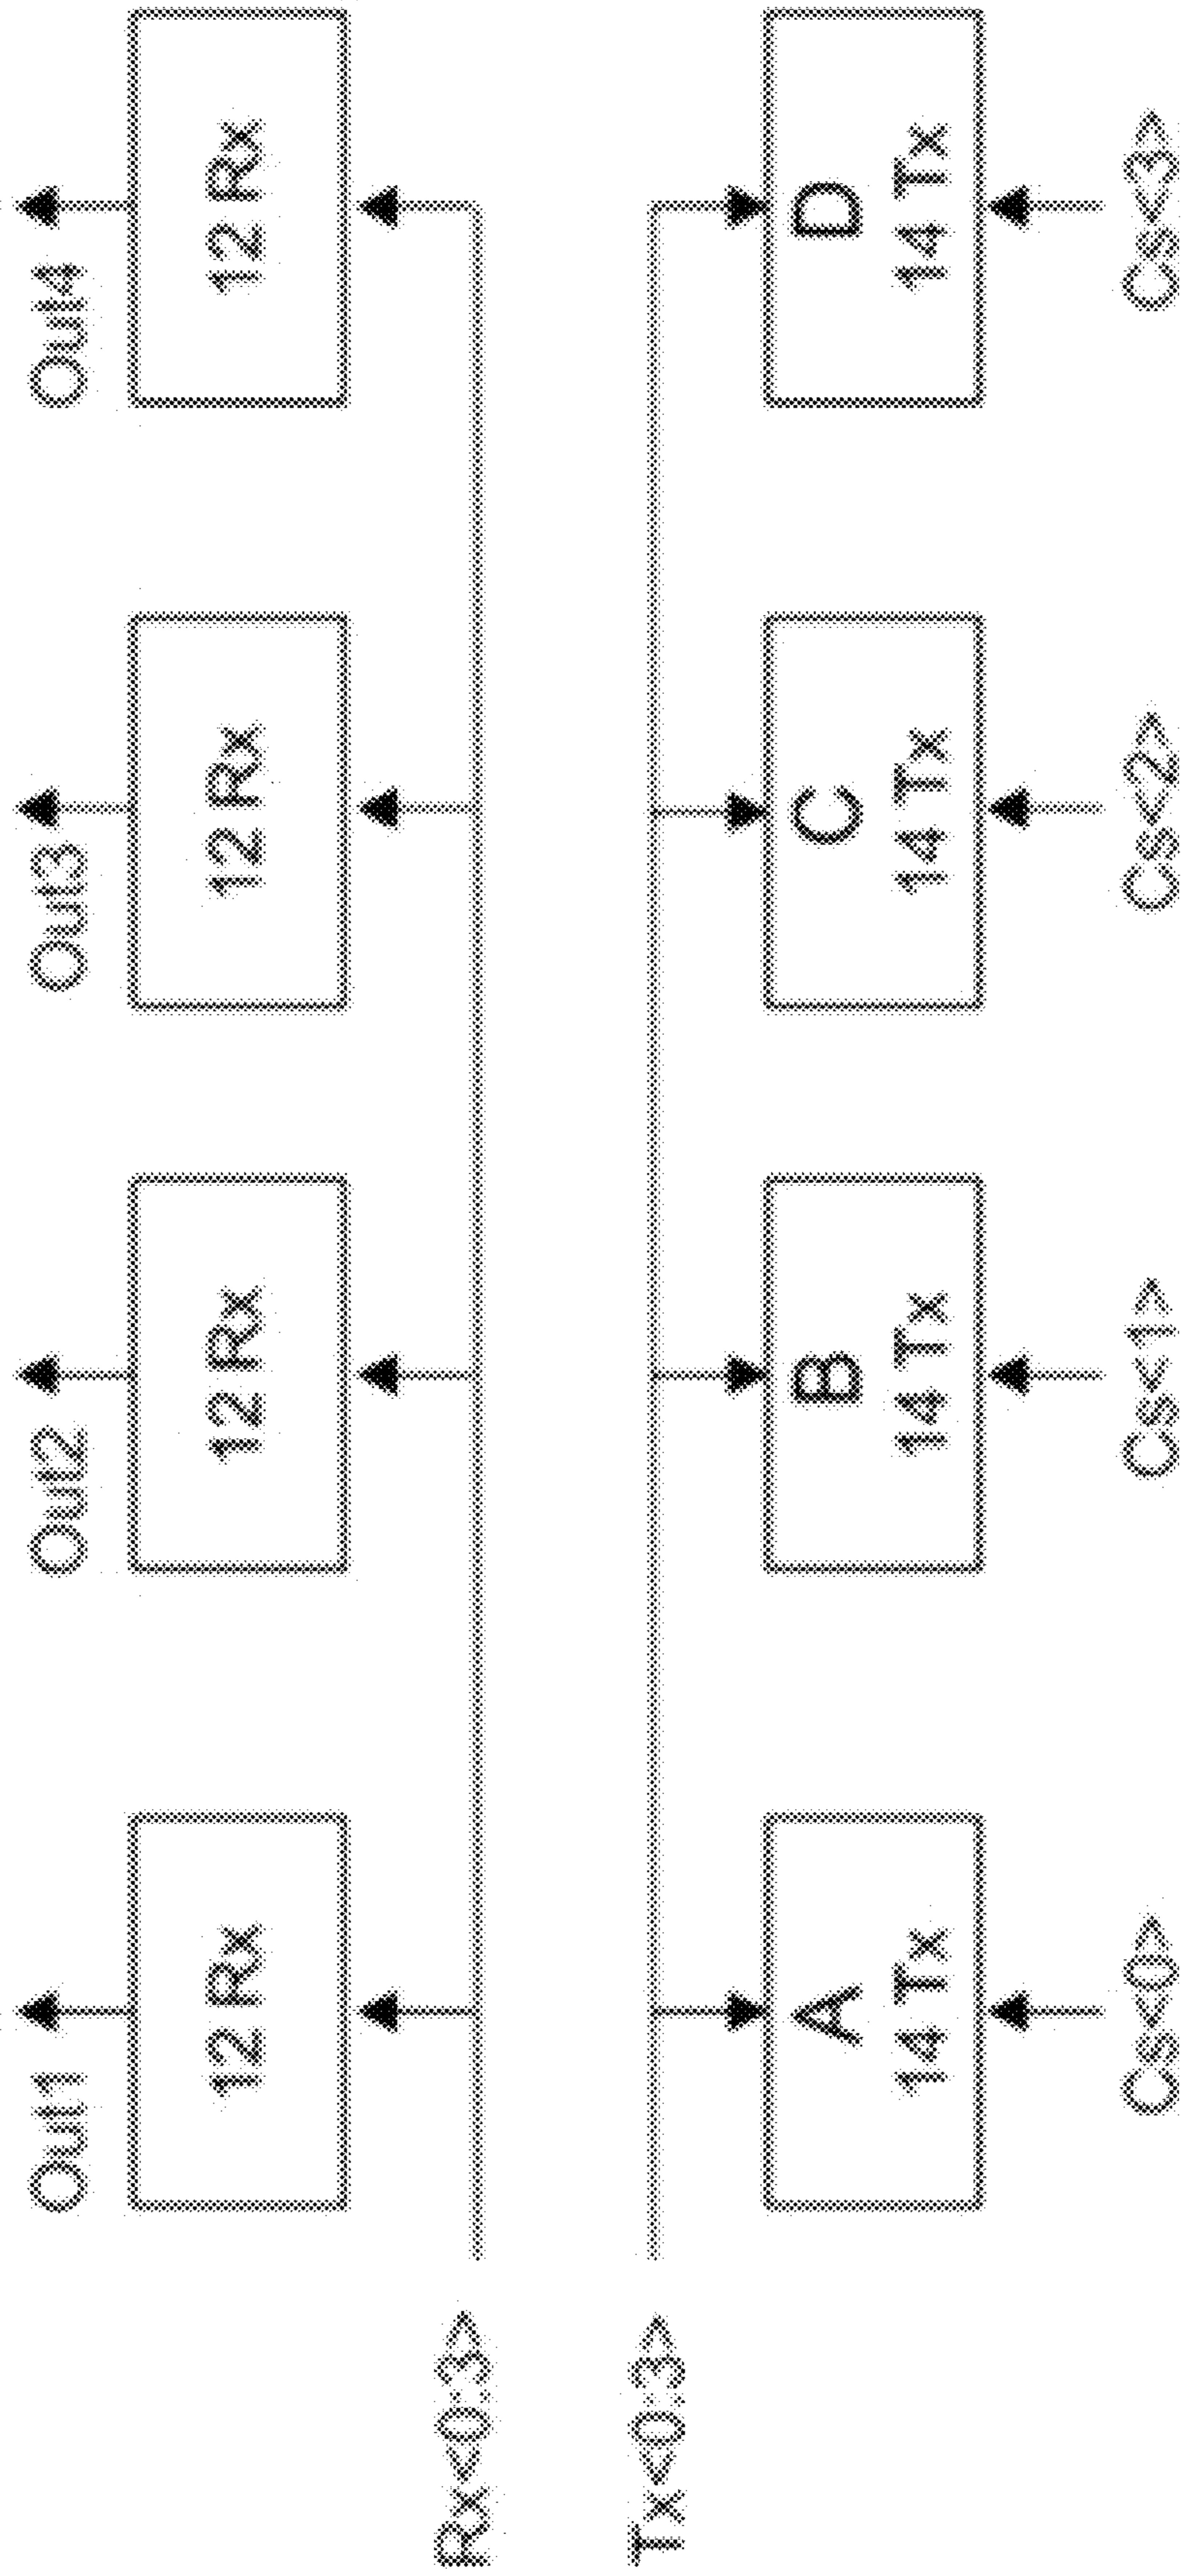 Out1 Out2 Out3 Out4
12 Rx 12 Rx 12 Rx 12 Rx
Rx<0:3>
Tx<0:3>
A B C D
14 Tx 14 Tx 14 Tx 14 Tx
Cs<0> Cs<1> Cs<2> Cs<3>